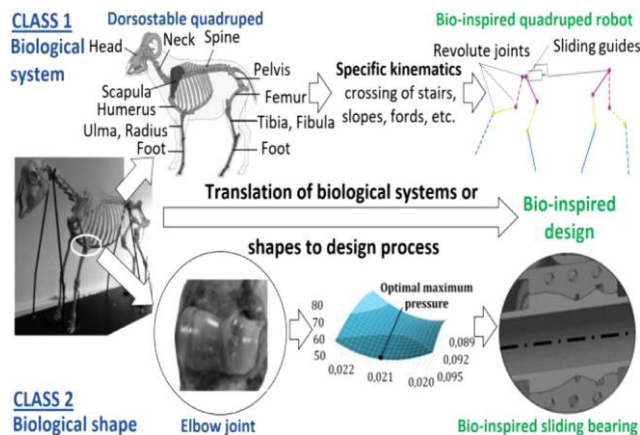 CLASS 1
Biological
system
Dorsostable quadruped
Head
Neck
Spine
Scapula
Humerus
Ulma, Radius
Foot
Pelvis
Femur
Tibia, Fibula
Foot
Specific kinematics
crossing of stairs,
slopes, fords, etc.
Bio-inspired quadruped robot
Revolute joints
Sliding guides
Translation of biological systems or
shapes to design process
Bio-inspired
design
CLASS 2
Biological shape
Elbow joint
Optimal maximum
pressure
80
70
60
50
0,022
0,021
0,020
0,089
0,092
0,095
Bio-inspired sliding bearing